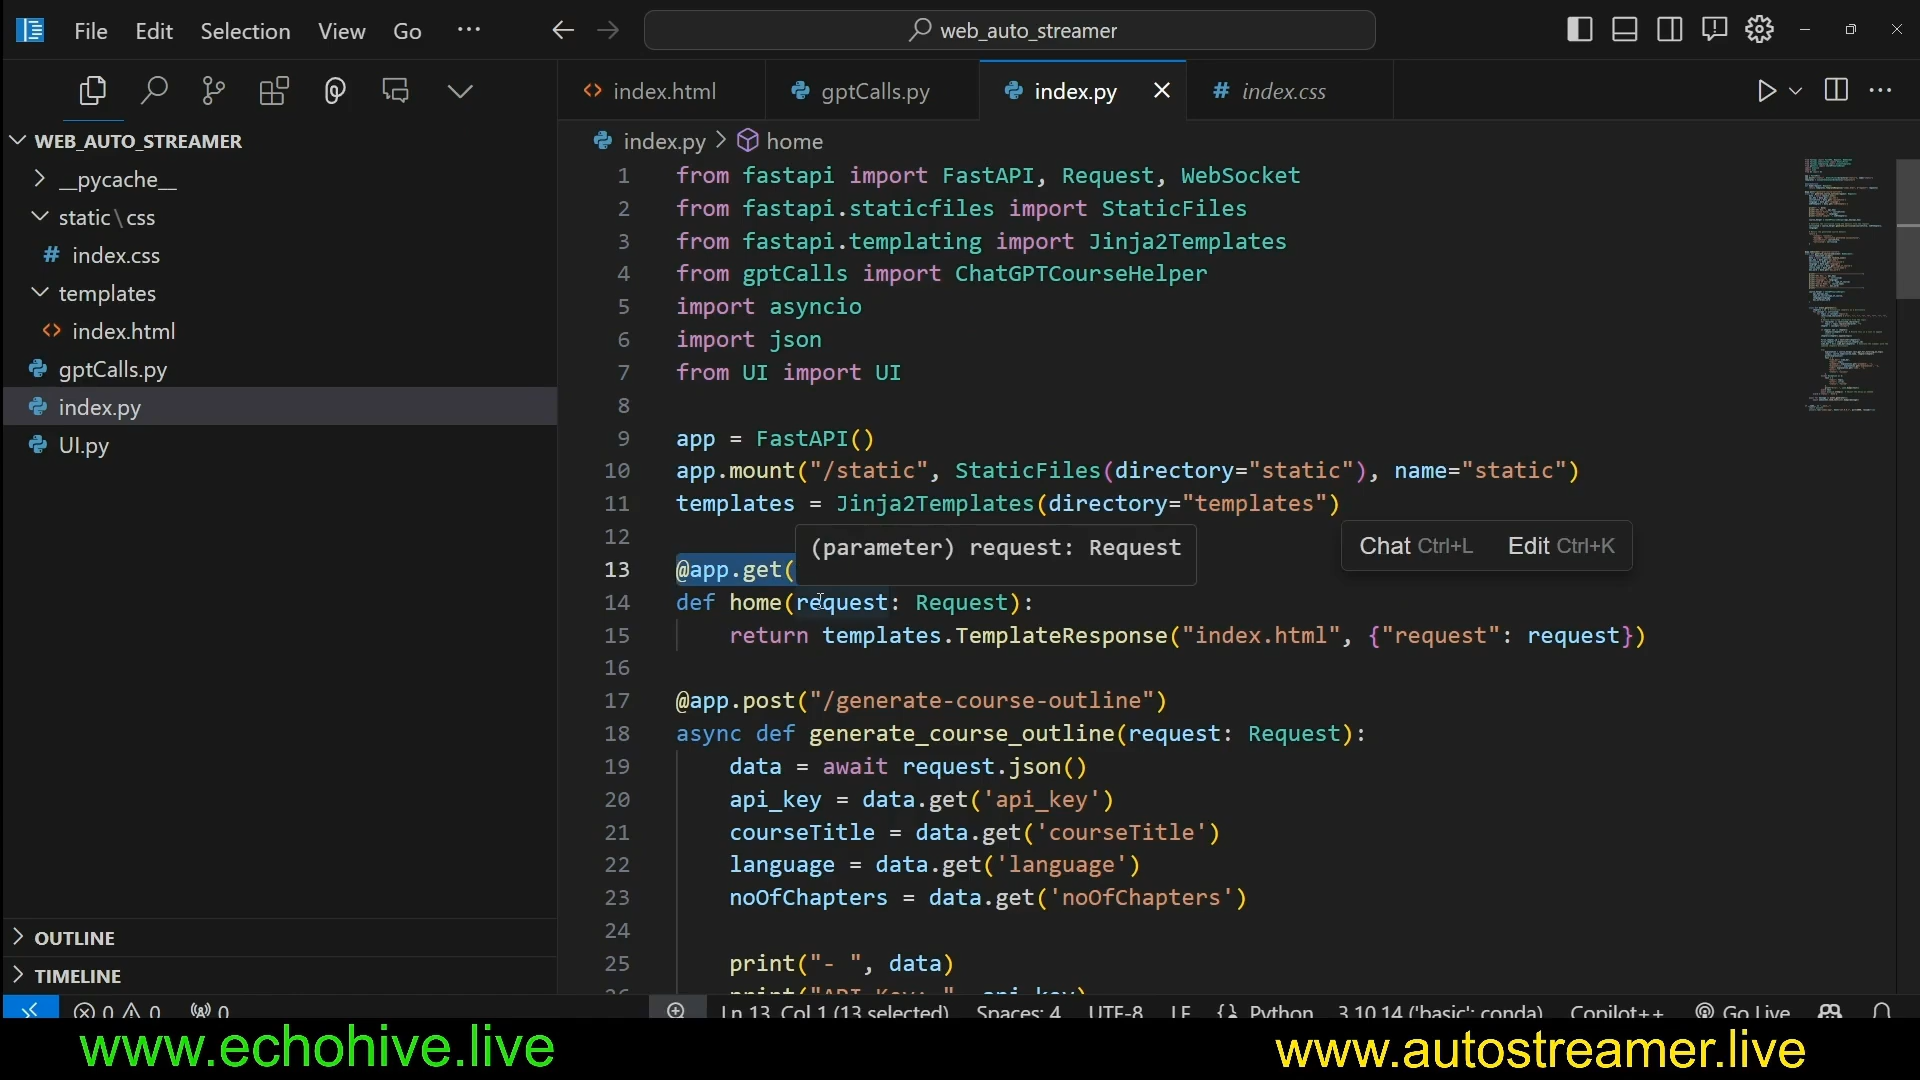 File Edit Selection View Go ··· web_auto_streamer
index.html gptCalls.py index.py index.css
WEB_AUTO_STREAMER
__pycache__
static\css
index.css
templates
index.html
gptCalls.py
index.py
UI.py
OUTLINE
TIMELINE
index.py > home
1 from fastapi import FastAPI, Request, WebSocket
2 from fastapi.staticfiles import StaticFiles
3 from fastapi.templating import Jinja2Templates
4 from gptCalls import ChatGPTCourseHelper
5 import asyncio
6 import json
7 from UI import UI
8
9 app = FastAPI()
10 app.mount("/static", StaticFiles(directory="static"), name="static")
11 templates = Jinja2Templates(directory="templates")
12
(parameter) request: Request
Chat Ctrl+L Edit Ctrl+K
13 @app.get(
14 def home(request: Request):
15 return templates.TemplateResponse("index.html", {"request": request})
16
17 @app.post("/generate-course-outline")
18 async def generate_course_outline(request: Request):
19 data = await request.json()
20 api_key = data.get('api_key')
21 courseTitle = data.get('courseTitle')
22 language = data.get('language')
23 noOfChapters = data.get('noOfChapters')
24
25 print("- ", data)
26 print("API Key: ", api_key)
0 0 0 Ln 13, Col 1 (13 selected) Spaces: 4 UTF-8 LF Python 3.10.14 ('basic': conda) Copilot++ Go Live
www.echohive.live www.autostreamer.live